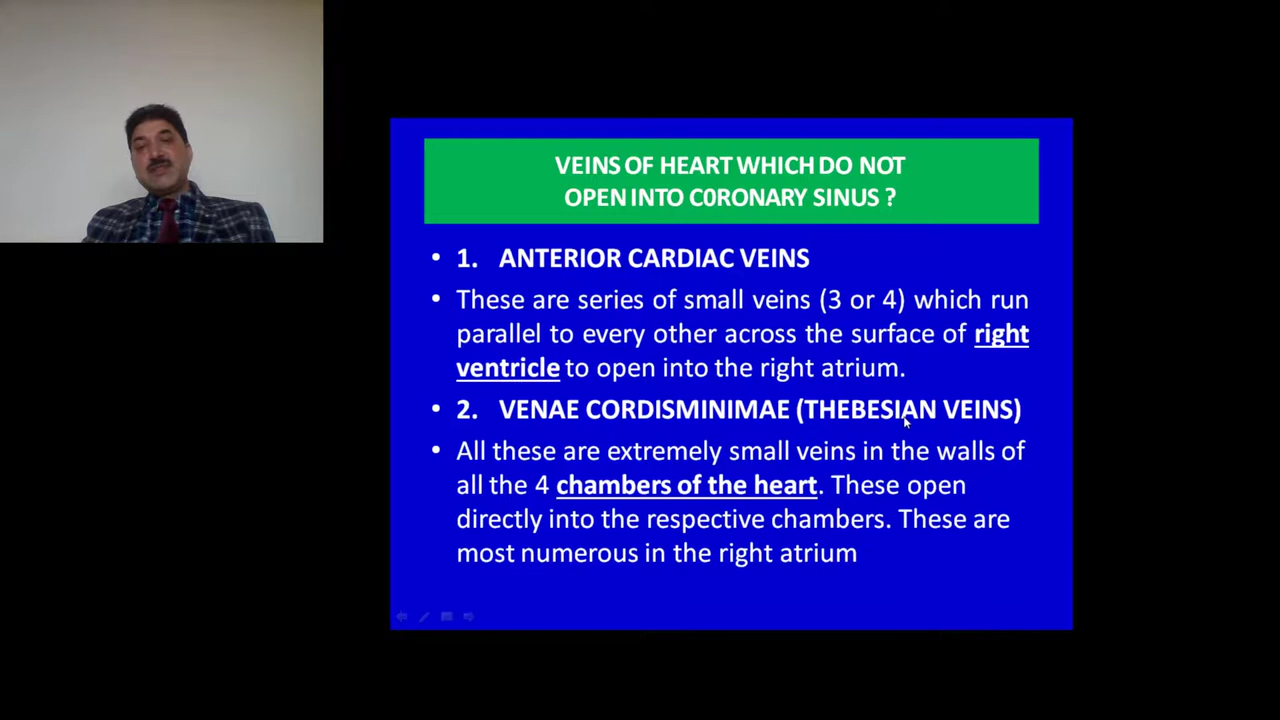 VEINS OF HEART WHICH DO NOT
OPEN INTO C0RONARY SINUS ?
• 1. ANTERIOR CARDIAC VEINS
• These are series of small veins (3 or 4) which run
parallel to every other across the surface of right
ventricle to open into the right atrium.
• 2. VENAE CORDISMINIMAE (THEBESIAN VEINS)
• All these are extremely small veins in the walls of
all the 4 chambers of the heart. These open
directly into the respective chambers. These are
most numerous in the right atrium